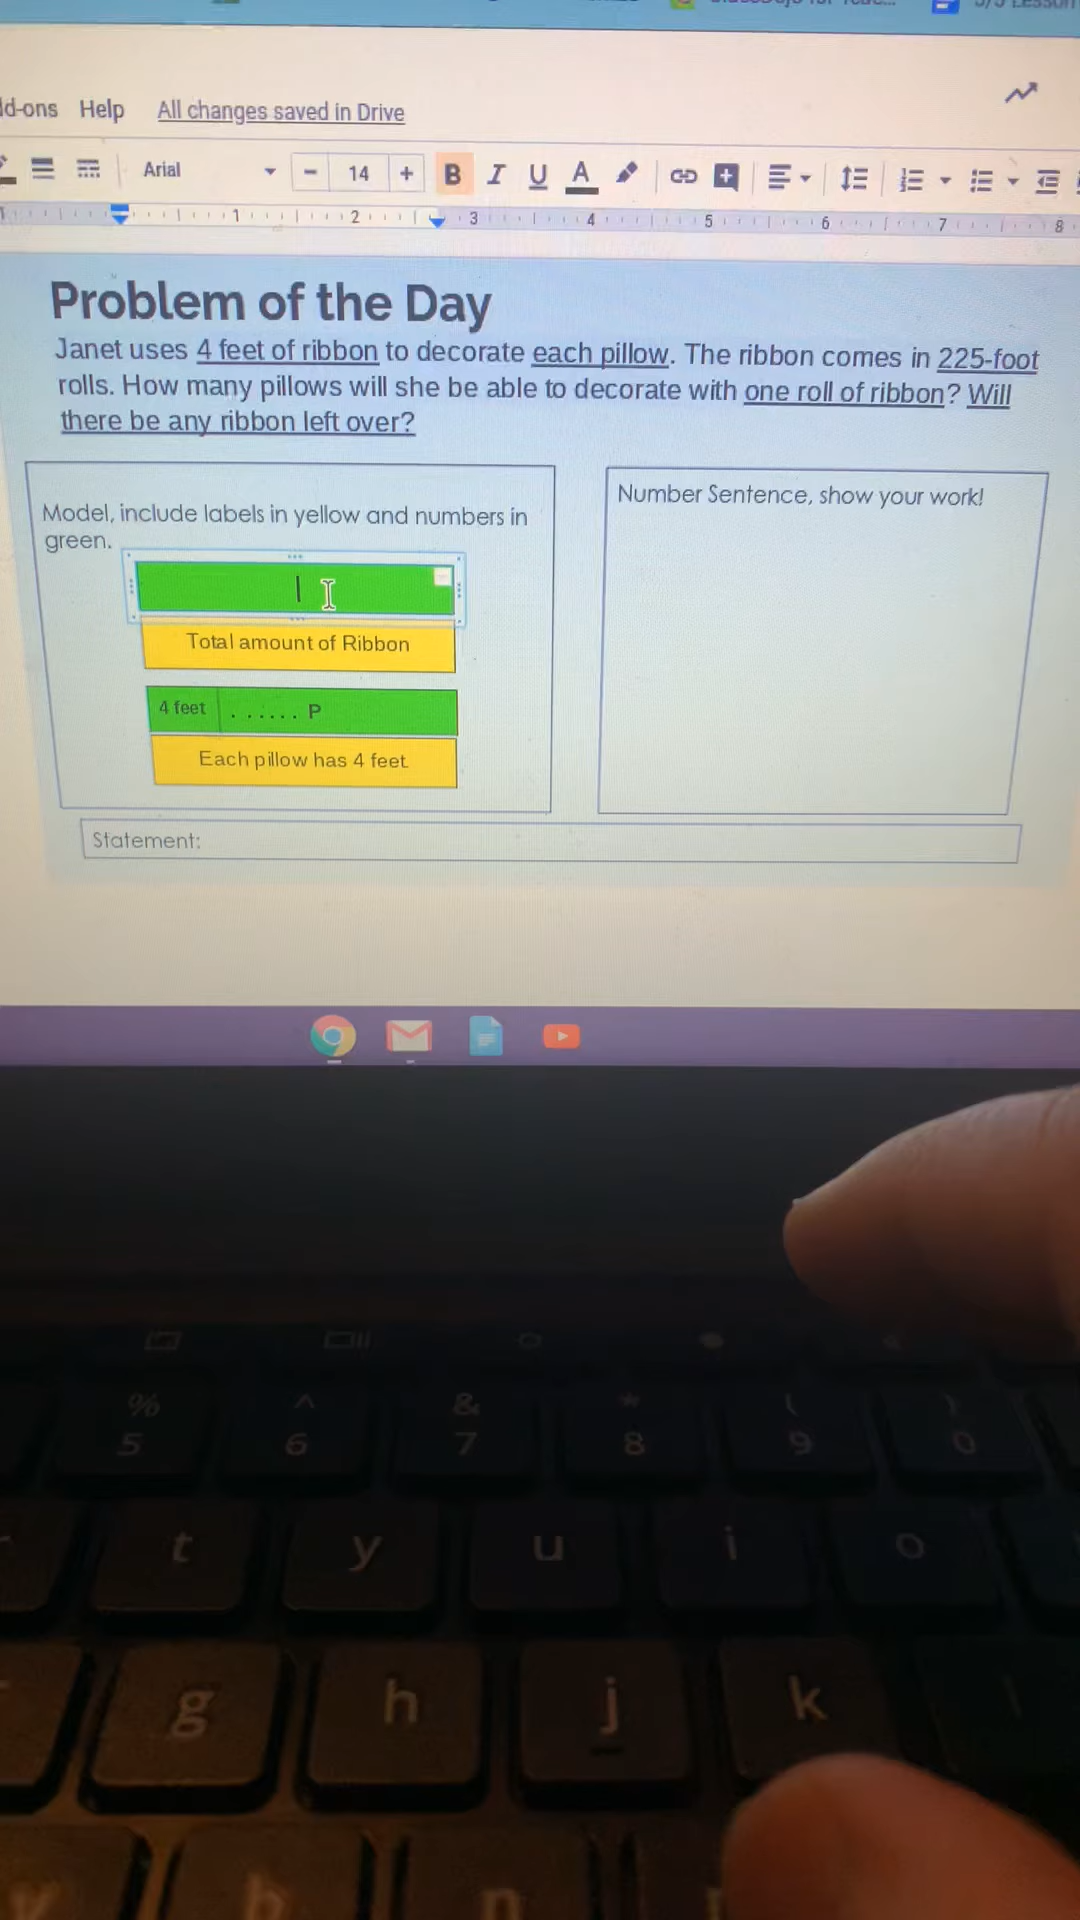 Help All changes saved in Drive
Arial - 14 + B I U A
1 2 3 4 5 6 7 8
Problem of the Day
Janet uses 4 feet of ribbon to decorate each pillow. The ribbon comes in 225-foot
rolls. How many pillows will she be able to decorate with one roll of ribbon? Will
there be any ribbon left over?
Model, include labels in yellow and numbers in
green.
Number Sentence, show your work!
Total amount of Ribbon
4 feet ...... P
Each pillow has 4 feet
Statement:
% ^ & * (
5 6 7 8 9 0
t y u i o
g h j k